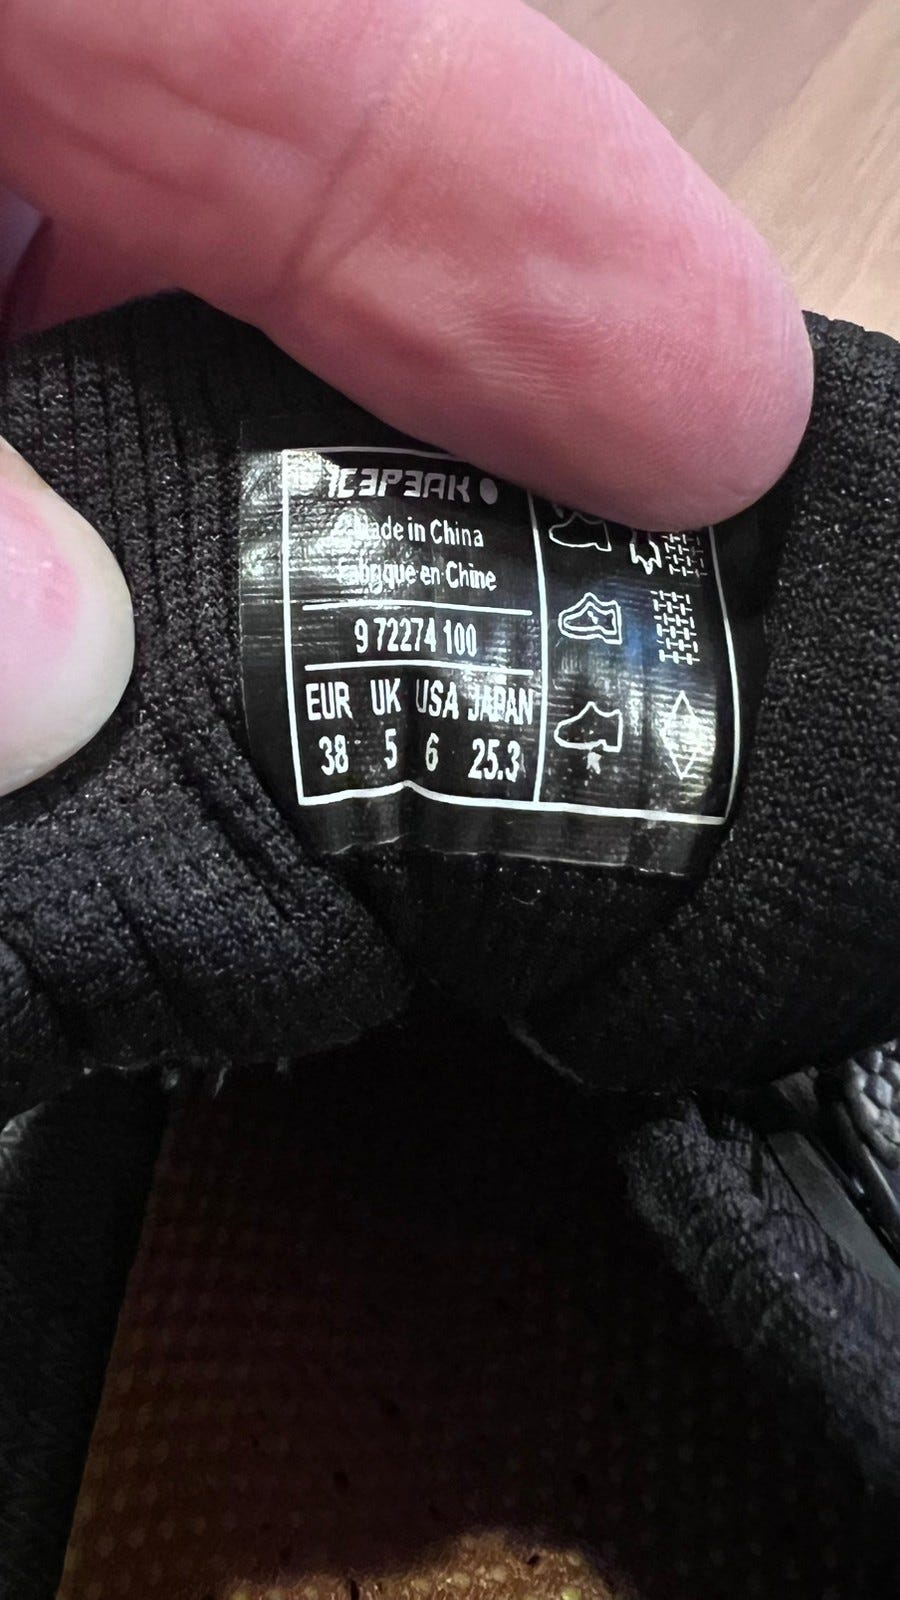 ICEPEAK
Made in China
Fabriqué en Chine
9 72274 100
EUR UK USA JAPAN
38 5 6 25.3